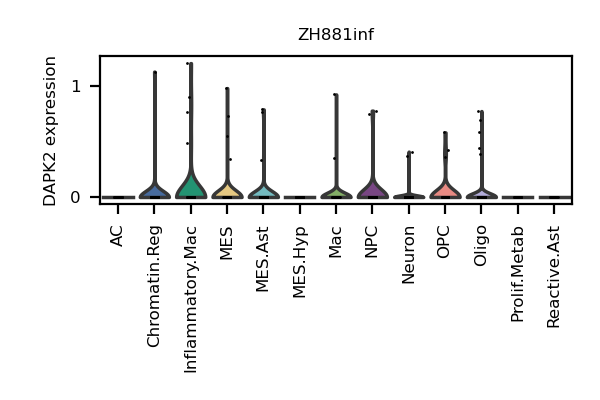 ZH881inf
DAPK2 expression
1
0
AC
Chromatin.Reg
Inflammatory.Mac
MES
MES.Ast
MES.Hyp
Mac
NPC
Neuron
OPC
Oligo
Prolif.Metab
Reactive.Ast